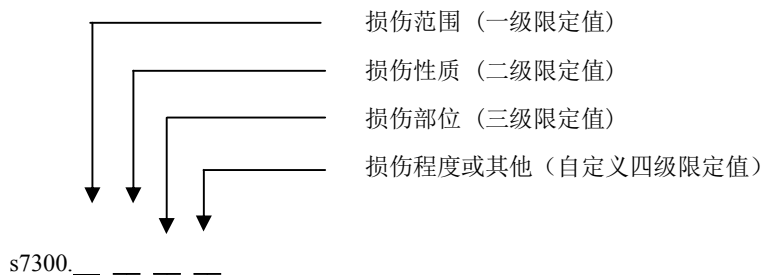 损伤范围 (一级限定值)
损伤性质 (二级限定值)
损伤部位 (三级限定值)
损伤程度或其他（自定义四级限定值）
s7300.＿ ＿ ＿ ＿